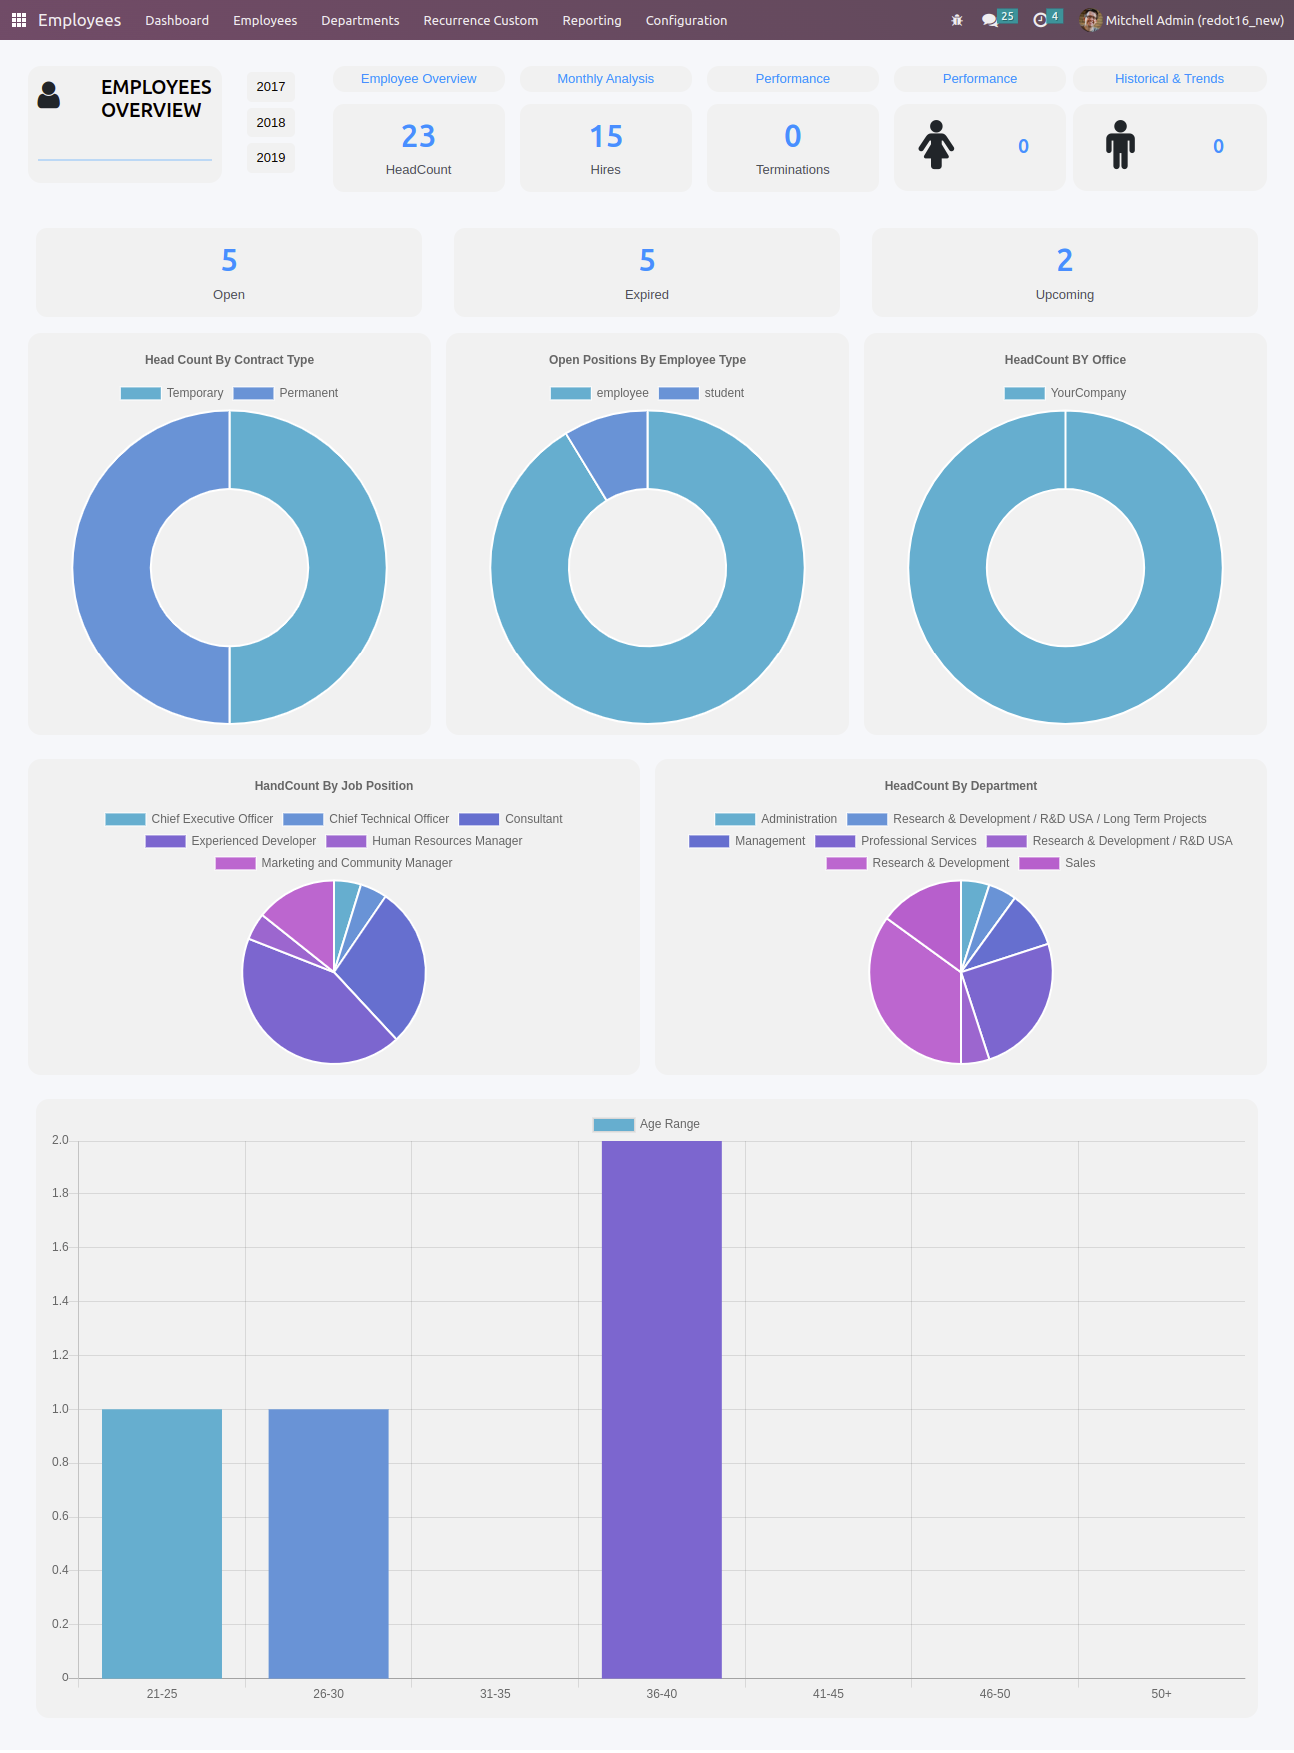 Employees Dashboard Employees Departments Recurrence Custom Reporting Configuration 25 4 Mitchell Admin (redot16_new)
EMPLOYEES
OVERVIEW
2017
2018
2019
Employee Overview
Monthly Analysis
Performance
Performance
Historical & Trends
23
HeadCount
15
Hires
0
Terminations
0
0
5
Open
5
Expired
2
Upcoming
Head Count By Contract Type
Temporary Permanent
Open Positions By Employee Type
employee student
HeadCount BY Office
YourCompany
HandCount By Job Position
Chief Executive Officer Chief Technical Officer Consultant
Experienced Developer Human Resources Manager
Marketing and Community Manager
HeadCount By Department
Administration Research & Development / R&D USA / Long Term Projects
Management Professional Services Research & Development / R&D USA
Research & Development Sales
Age Range
2.0
1.8
1.6
1.4
1.2
1.0
0.8
0.6
0.4
0.2
0
21-25 26-30 31-35 36-40 41-45 46-50 50+